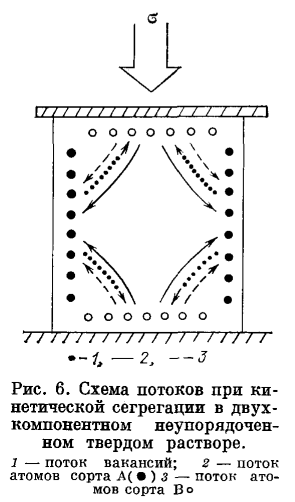 σ
•-1, — 2, --3
Рис. 6. Схема потоков при ки-
нетической сегрегации в двух-
компонентном неупорядочен-
ном твердом растворе.
1 — поток вакансий; 2 — поток
атомов сорта А(●) 3 — поток ато-
мов сорта В○